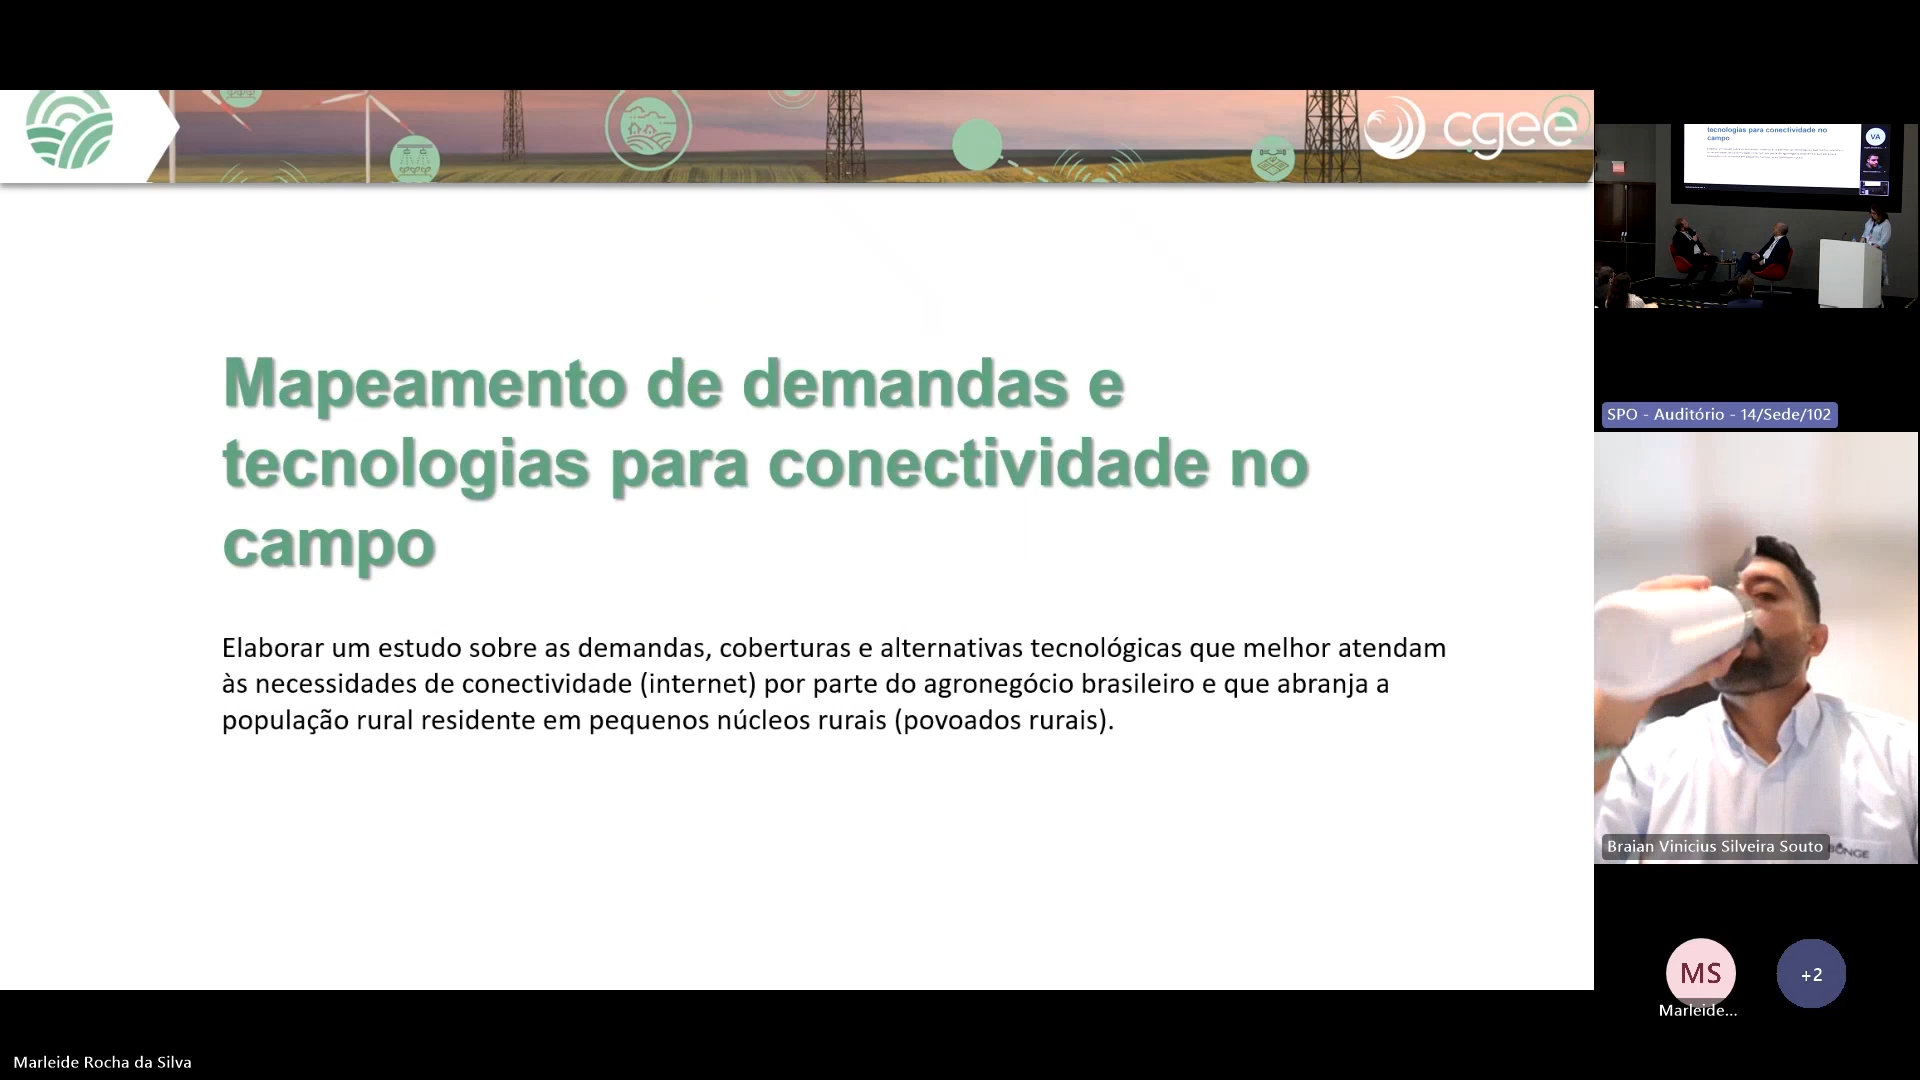 cgee
Mapeamento de demandas e
tecnologias para conectividade no
campo
Elaborar um estudo sobre as demandas, coberturas e alternativas tecnológicas que melhor atendam
às necessidades de conectividade (internet) por parte do agronegócio brasileiro e que abranja a
população rural residente em pequenos núcleos rurais (povoados rurais).
tecnologias para conectividade no
campo
VA
SPO - Auditório - 14/Sede/102
Braian Vinicius Silveira Souto
BUNGE
MS
+2
Marleide...
Marleide Rocha da Silva